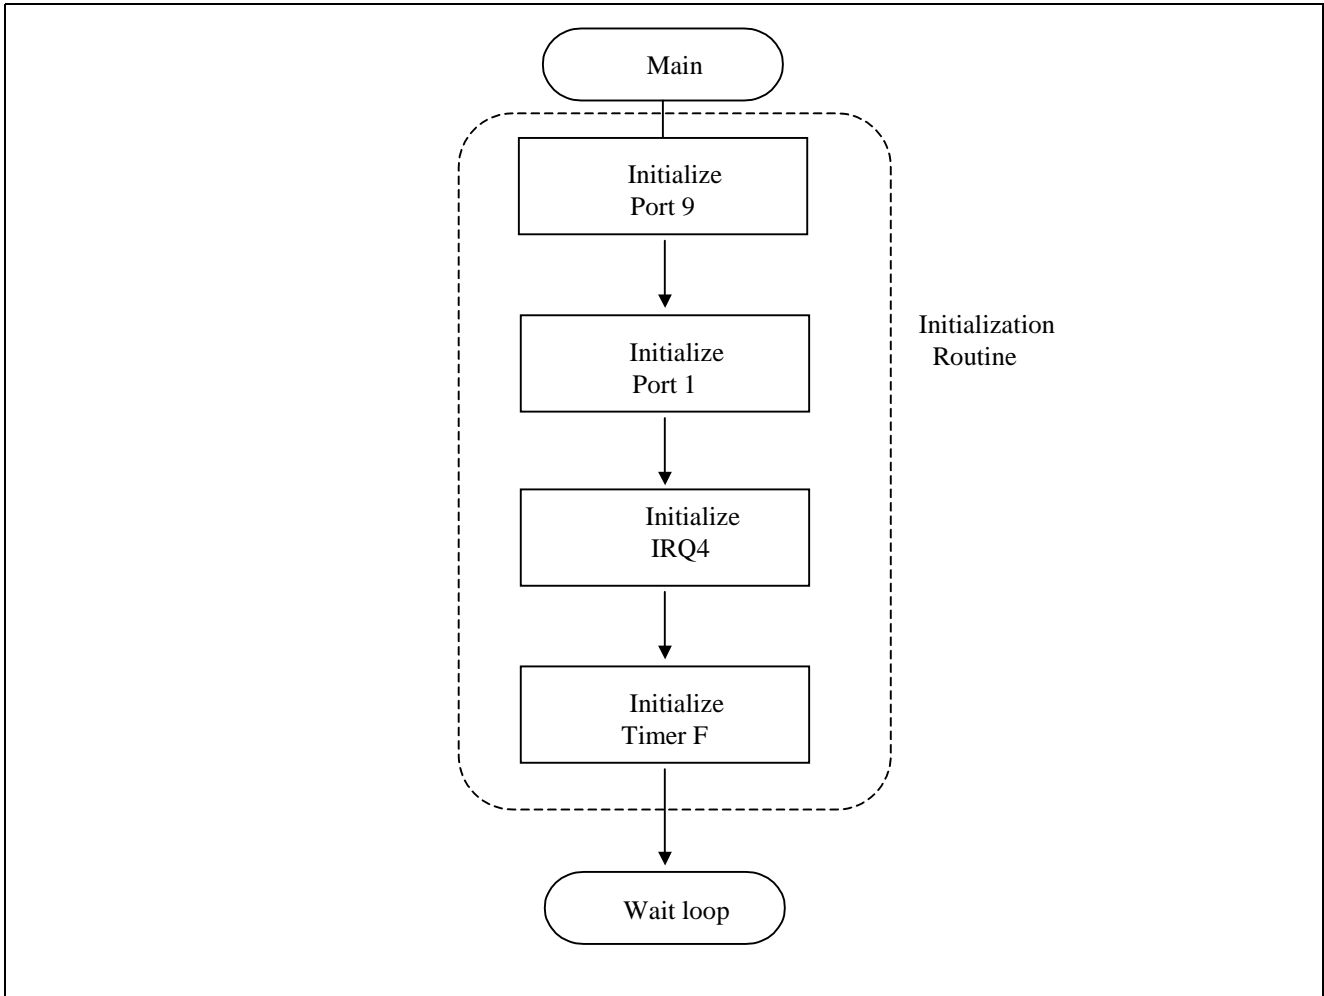 Main
Initialize
Port 9
Initialization
Routine
Initialize
Port 1
Initialize
IRQ4
Initialize
Timer F
Wait loop